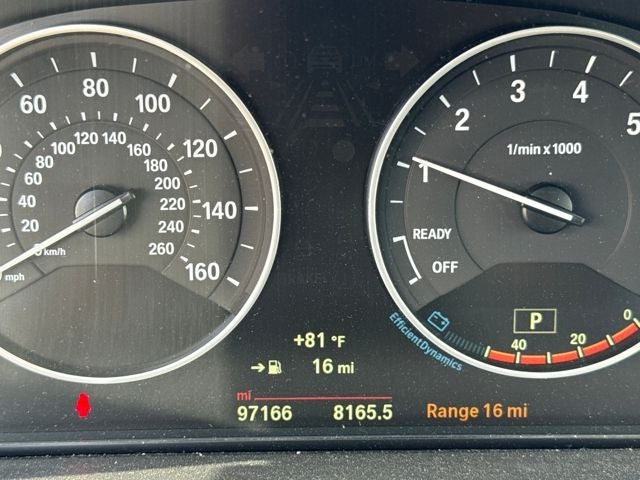 60 80 100 120 140 160
20 40 60 80 100 120 140 160 180 200 220 240 260
km/h
mph
1 2 3 4 5
1/min x 1000
READY
OFF
P
EfficientDynamics
40 20 0
+81 °F
16 mi
mi
97166 8165.5
Range 16 mi